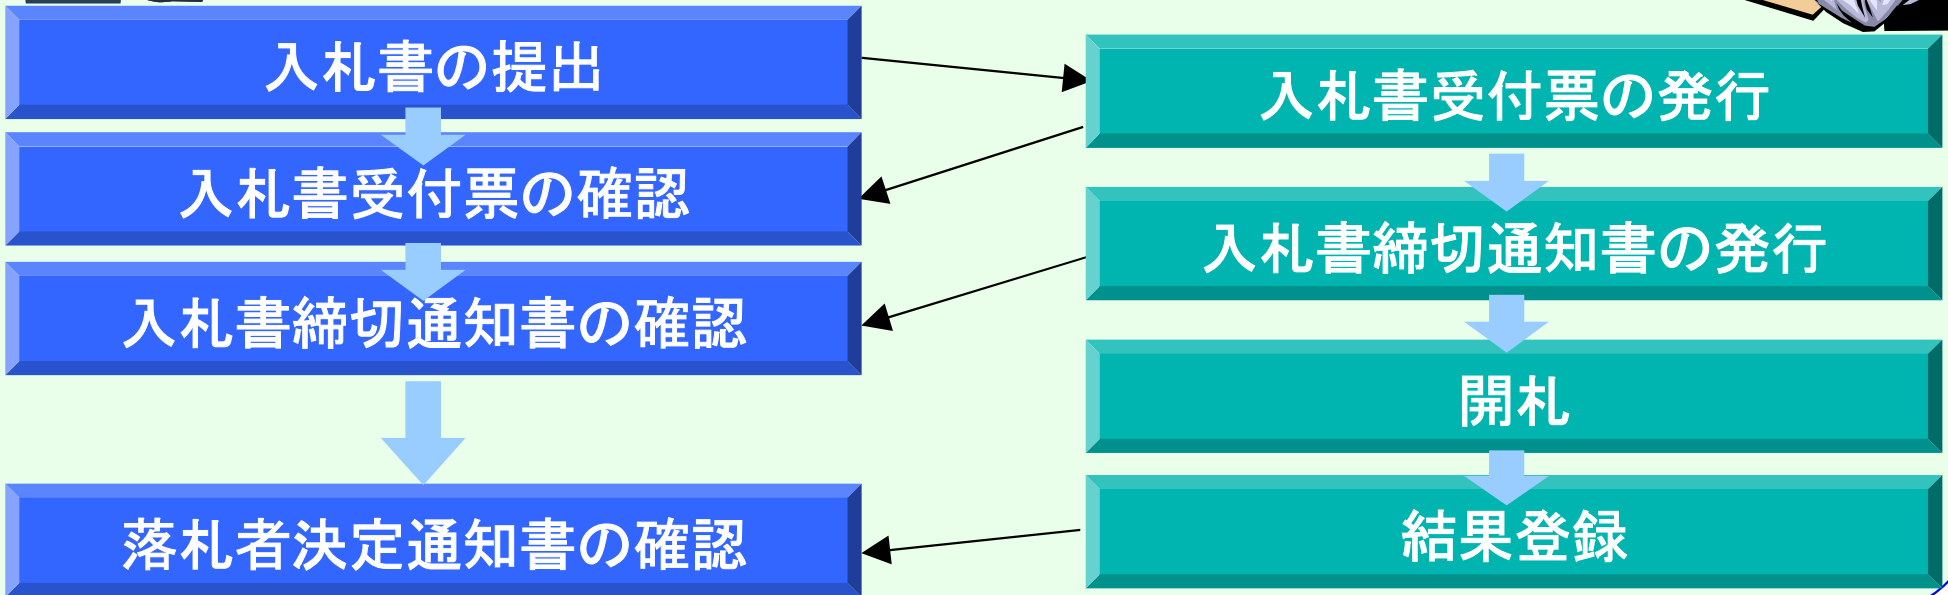 入札書の提出
入札書受付票の確認
入札書締切通知書の確認
落札者決定通知書の確認
入札書受付票の発行
入札書締切通知書の発行
開札
結果登録